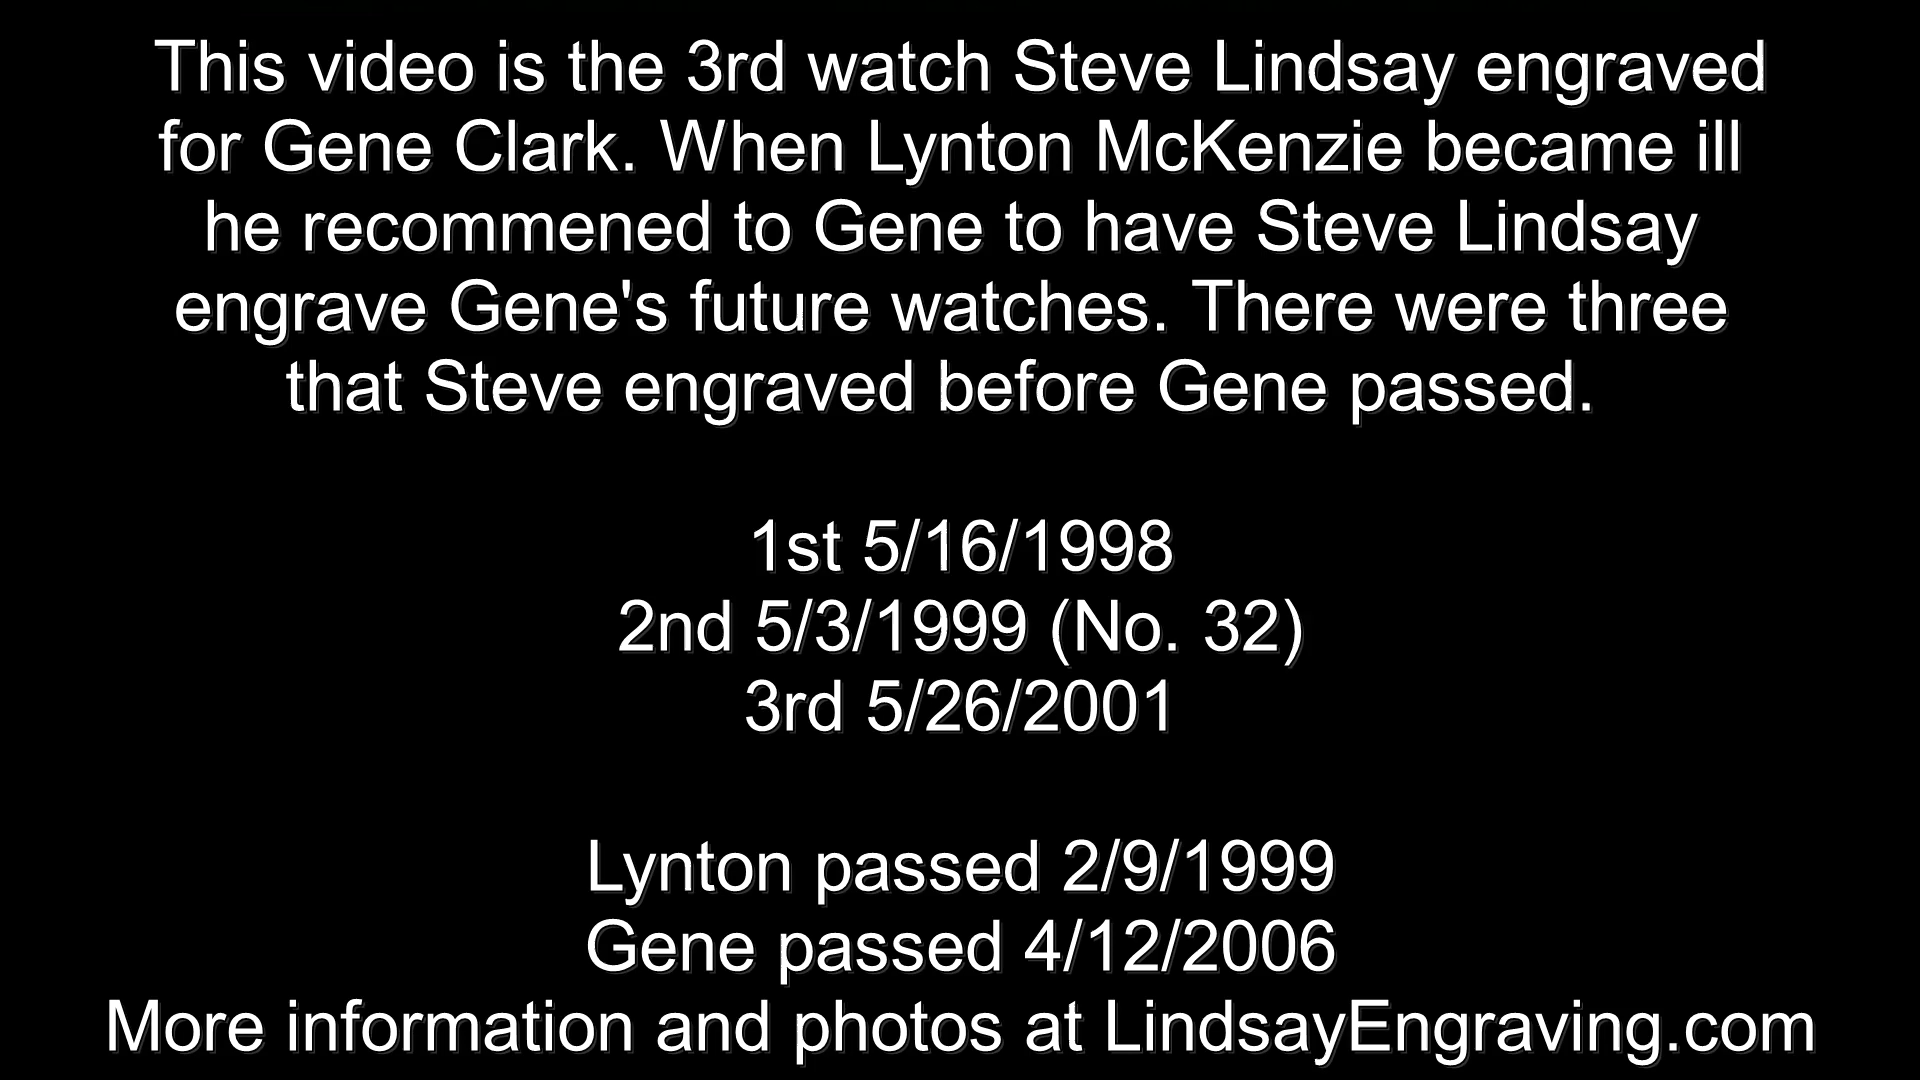 This video is the 3rd watch Steve Lindsay engraved
for Gene Clark. When Lynton McKenzie became ill
he recommened to Gene to have Steve Lindsay
engrave Gene's future watches. There were three
that Steve engraved before Gene passed.
1st 5/16/1998
2nd 5/3/1999 (No. 32)
3rd 5/26/2001
Lynton passed 2/9/1999
Gene passed 4/12/2006
More information and photos at LindsayEngraving.com